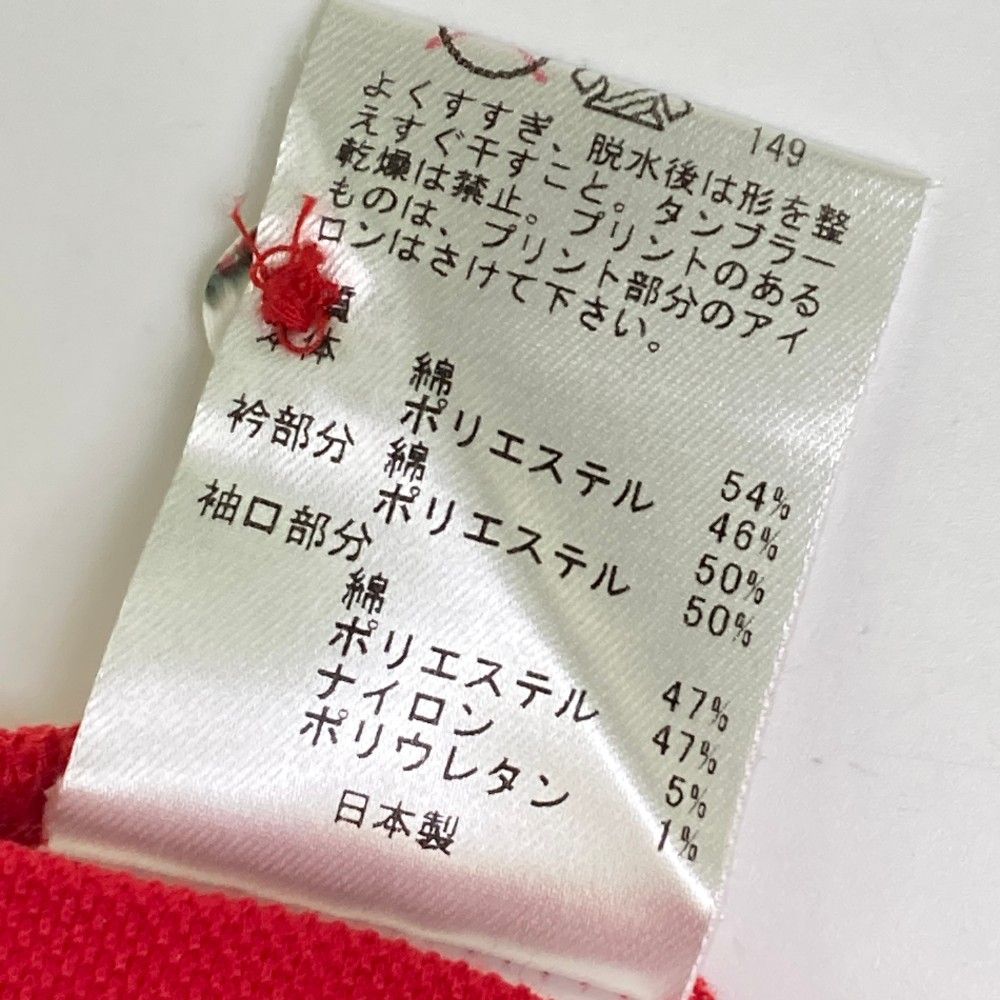 149
よくすすぎ、脱水後は形を整
えすぐ干すこと。タンブラー
乾燥は禁止。プリントのある
ものは、プリント部分のアイ
ロンはさけて下さい。
体 綿 54%
ポリエステル 46%
衿部分 綿 50%
ポリエステル 50%
袖口部分
綿 47%
ポリエステル 47%
ナイロン 5%
ポリウレタン 1%
日本製